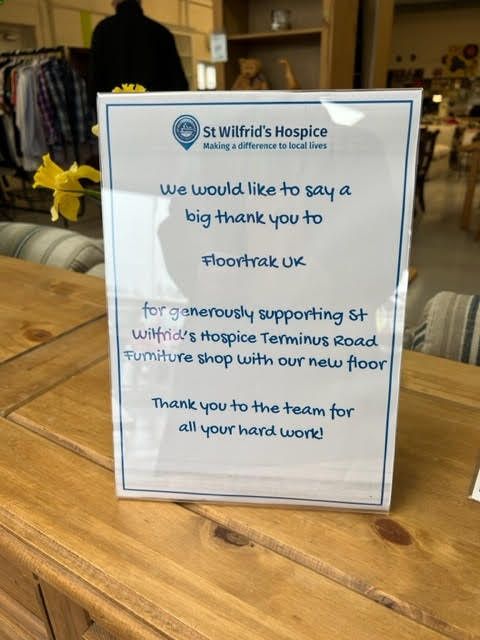 St Wilfrid's Hospice
Making a difference to local lives
We would like to say a
big thank you to
Floortrak UK
for generously supporting St
Wilfrid's Hospice Terminus Road
Furniture shop with our new floor
Thank you to the team for
all your hard work!